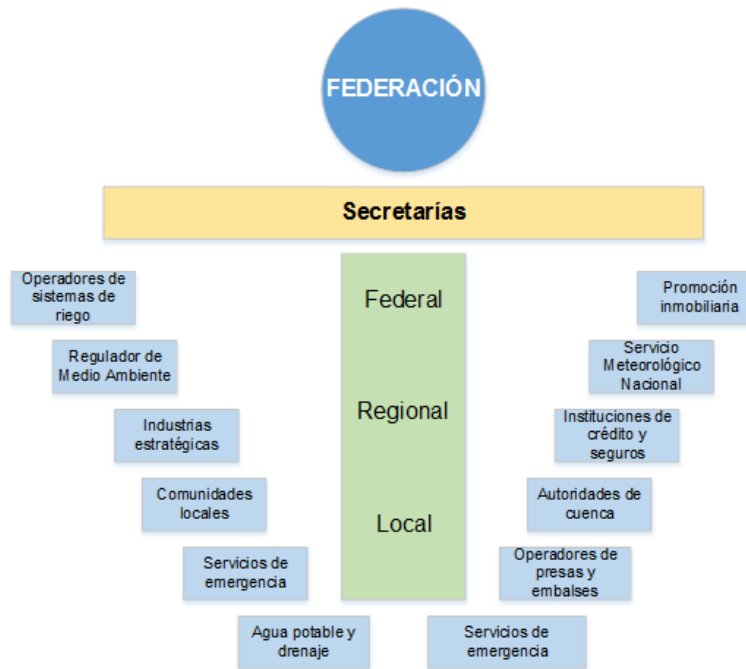 FEDERACIÓN
Secretarías
Federal
Regional
Local
Operadores de
sistemas de
riego
Regulador de
Medio Ambiente
Industrias
estratégicas
Comunidades
locales
Servicios de
emergencia
Agua potable y
drenaje
Promoción
inmobiliaria
Servicio
Meteorológico
Nacional
Instituciones de
crédito y
seguros
Autoridades de
cuenca
Operadores de
presas y
embalses
Servicios de
emergencia